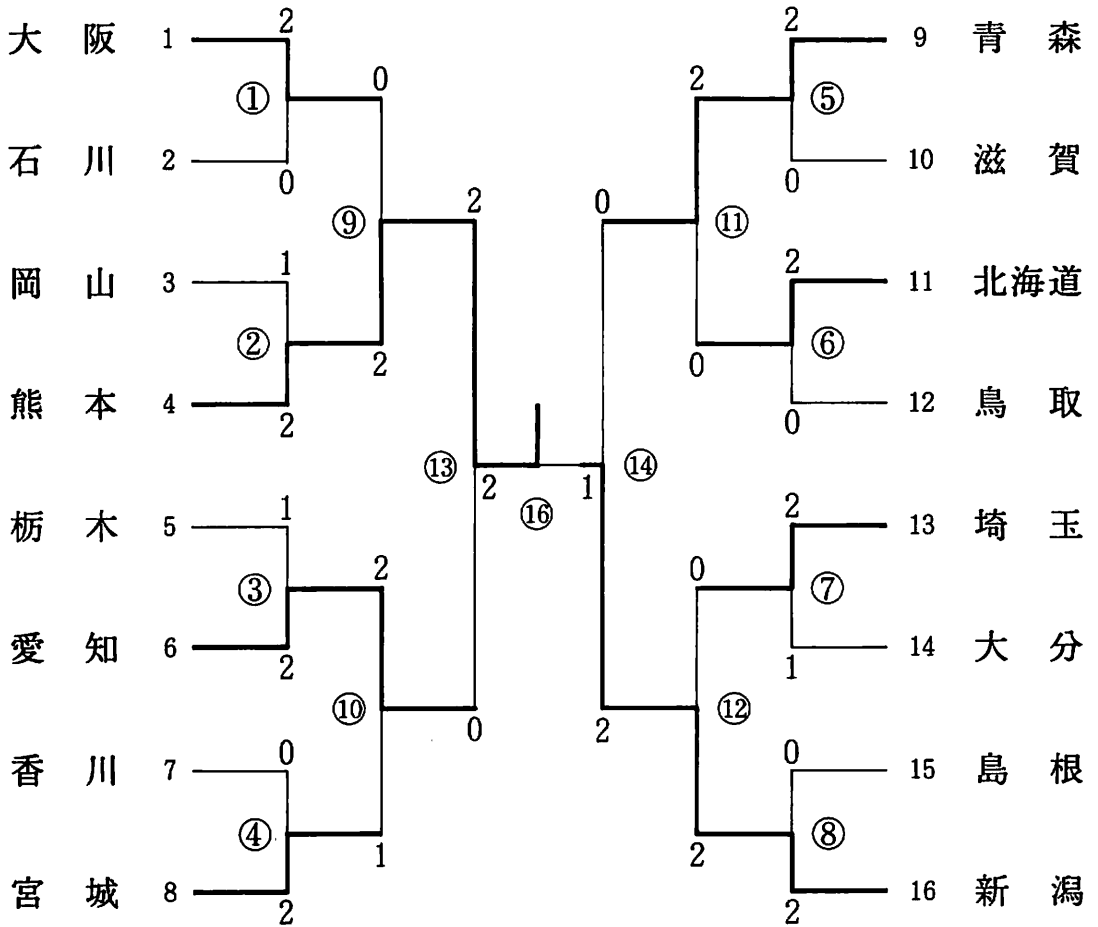 大阪 1 2 2 9 青森
0 2
① ⑤
石川 2 10 滋賀
0 0
2 0
⑨ ⑪
岡山 3 1 2 11 北海道
② ⑥
2 0
熊本 4 12 鳥取
2 0
⑬ ⑭
2 1
⑯
栃木 5 1 2 13 埼玉
2 0
③ ⑦
愛知 6 14 大分
2 1
⑩ ⑫
0 2
香川 7 0 0 15 島根
④ ⑧
1 2
宮城 8 16 新潟
2 2